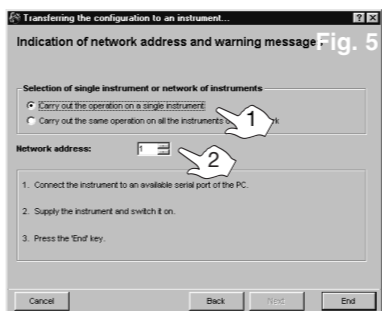 Transferring the configuration to an instrument...
Indication of network address and warning message
Fig. 5
Selection of single instrument or network of instruments
Carry out the operation on a single instrument
1
Carry out the same operation on all the instruments
Network address:
1
2
1. Connect the instrument to an available serial port of the PC.
2. Supply the instrument and switch it on.
3. Press the 'End' key.
Cancel
Back
Next
End